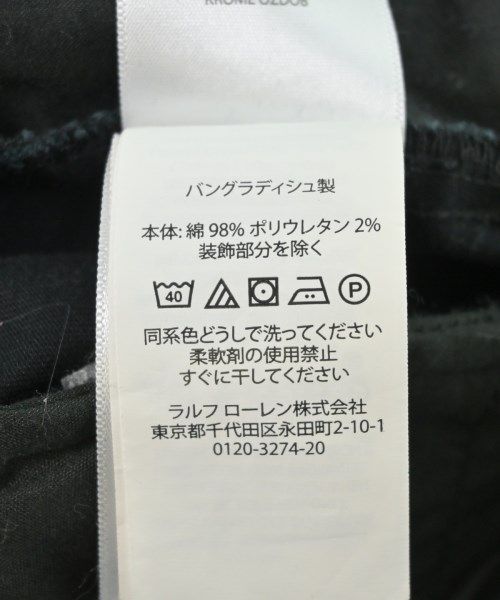 バングラディシュ製
本体: 綿 98% ポリウレタン 2%
装飾部分を除く
40 P
同系色どうしで洗ってください
柔軟剤の使用禁止
すぐに干してください
ラルフ ローレン株式会社
東京都千代田区永田町2-10-1
0120-3274-20